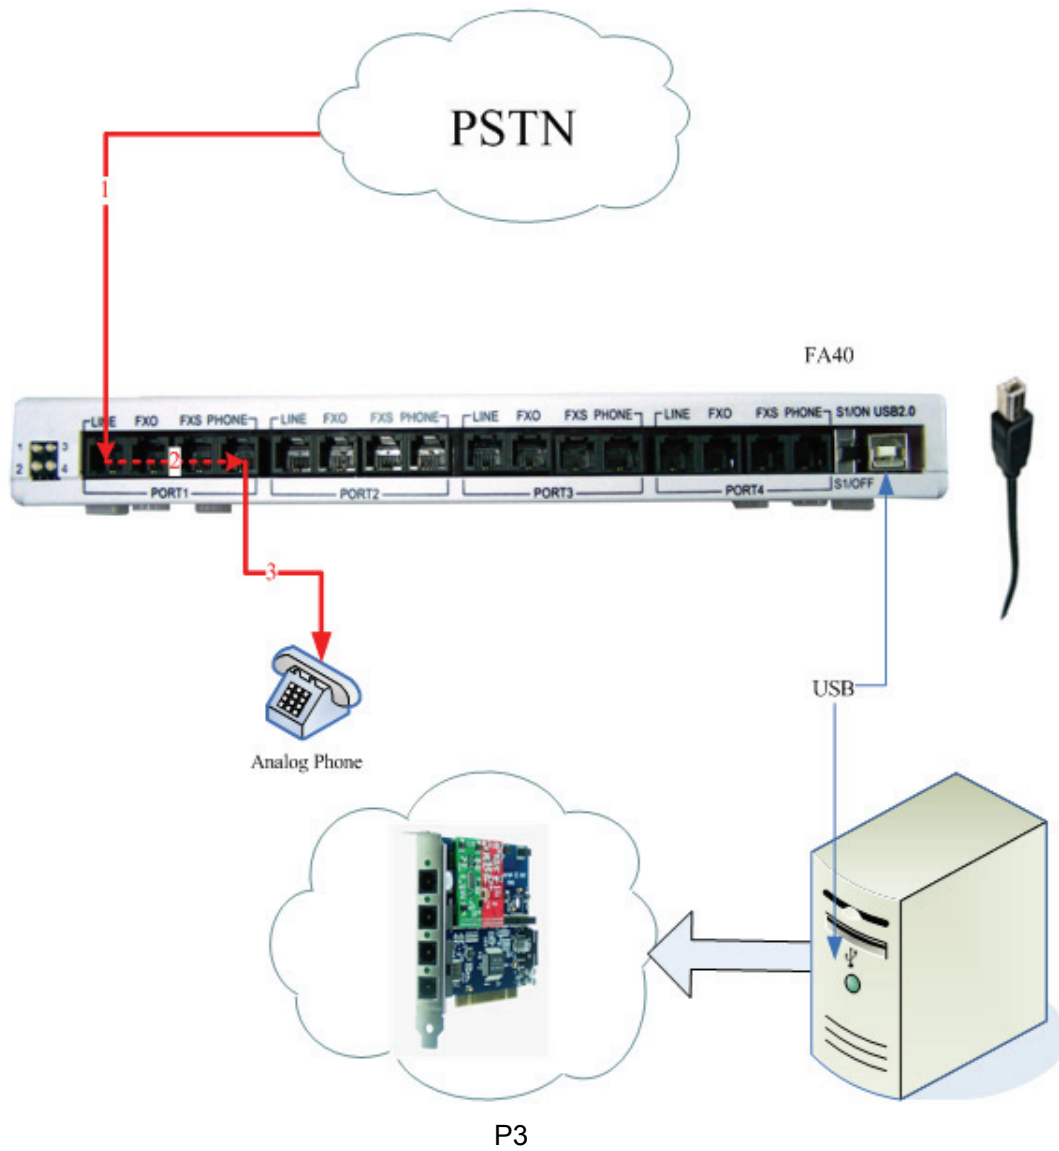 PSTN
1
FA40
LINE FXO FXS PHONE LINE FXO FXS PHONE LINE FXO FXS PHONE LINE FXO FXS PHONE S1/ON USB2.0
1 3
2 4
2
PORT1 PORT2 PORT3 PORT4 S1/OFF
3
USB
Analog Phone
P3